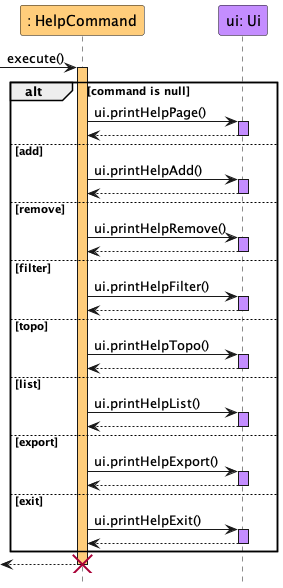 : HelpCommand
ui: Ui
execute()
alt
[command is null]
ui.printHelpPage()
[add]
ui.printHelpAdd()
[remove]
ui.printHelpRemove()
[filter]
ui.printHelpFilter()
[topo]
ui.printHelpTopo()
[list]
ui.printHelpList()
[export]
ui.printHelpExport()
[exit]
ui.printHelpExit()